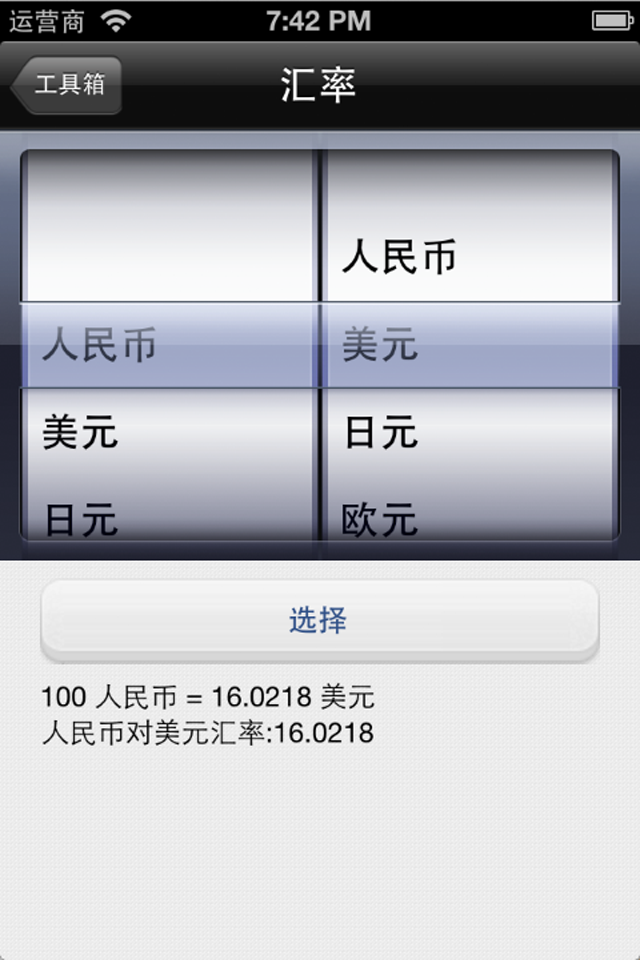 运营商 7:42 PM
工具箱 汇率
人民币
人民币 美元
美元 日元
日元 欧元
选择
100 人民币 = 16.0218 美元
人民币对美元汇率:16.0218